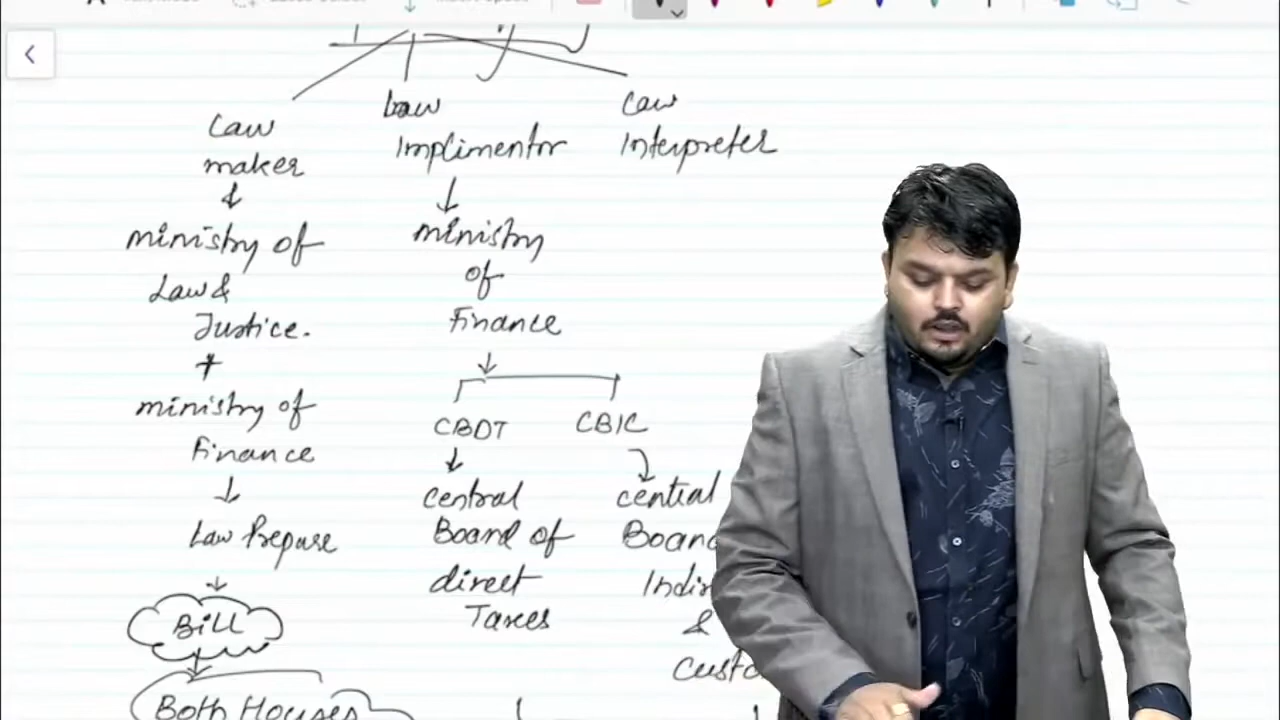 Law
maker
ministry of
Law &
Justice.
+
ministry of
Finance
Law Prepare
Bill
Both Houses
Law
Implimentor
ministry
of
Finance
CBDT
central
Board of
direct
Taxes
CBIC
central
Board
Indir
&
Custo
Law
Interpreter